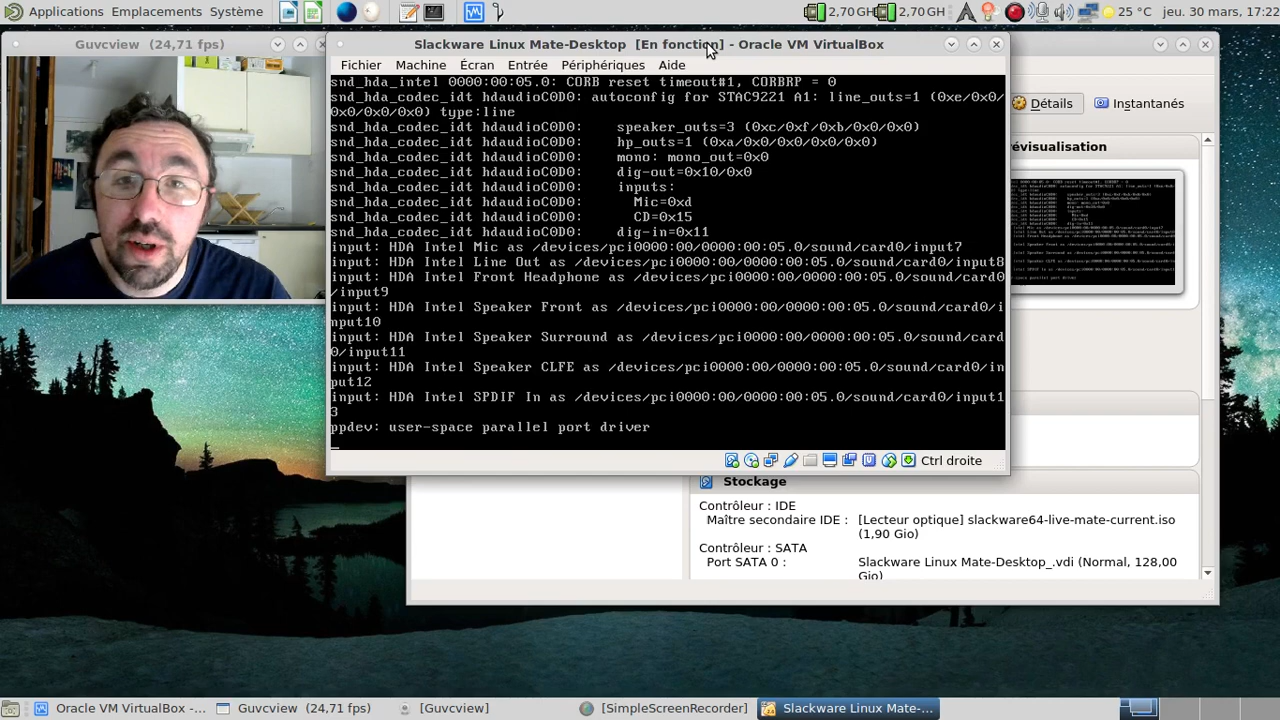 Applications Emplacements Système
2,70 GH 2,70 GH 25 °C jeu. 30 mars, 17:22
Guvcview (24,71 fps)
Slackware Linux Mate-Desktop [En fonction] - Oracle VM VirtualBox
Fichier Machine Écran Entrée Périphériques Aide
snd_hda_intel 0000:00:05.0: CORB reset timeout#1, CORBRP = 0
snd_hda_codec_idt hdaudioC0D0: autoconfig for STAC9221 A1: line_outs=1 (0xe/0x0/
0x0/0x0/0x0) type:line
snd_hda_codec_idt hdaudioC0D0: speaker_outs=3 (0xc/0xf/0xb/0x0/0x0)
snd_hda_codec_idt hdaudioC0D0: hp_outs=1 (0xa/0x0/0x0/0x0/0x0)
snd_hda_codec_idt hdaudioC0D0: mono: mono_out=0x0
snd_hda_codec_idt hdaudioC0D0: dig-out=0x10/0x0
snd_hda_codec_idt hdaudioC0D0: inputs:
snd_hda_codec_idt hdaudioC0D0: Mic=0xd
snd_hda_codec_idt hdaudioC0D0: CD=0x15
snd_hda_codec_idt hdaudioC0D0: dig-in=0x11
input: HDA Intel Mic as /devices/pci0000:00/0000:00:05.0/sound/card0/input7
input: HDA Intel Line Out as /devices/pci0000:00/0000:00:05.0/sound/card0/input8
input: HDA Intel Front Headphone as /devices/pci0000:00/0000:00:05.0/sound/card0
/input9
input: HDA Intel Speaker Front as /devices/pci0000:00/0000:00:05.0/sound/card0/i
nput10
input: HDA Intel Speaker Surround as /devices/pci0000:00/0000:00:05.0/sound/card
0/input11
input: HDA Intel Speaker CLFE as /devices/pci0000:00/0000:00:05.0/sound/card0/in
put12
input: HDA Intel SPDIF In as /devices/pci0000:00/0000:00:05.0/sound/card0/input1
3
ppdev: user-space parallel port driver
Ctrl droite
Détails Instantanés
révisualisation
Stockage
Contrôleur : IDE
Maître secondaire IDE : [Lecteur optique] slackware64-live-mate-current.iso
(1,90 Gio)
Contrôleur : SATA
Port SATA 0 : Slackware Linux Mate-Desktop_.vdi (Normal, 128,00
Gio)
Oracle VM VirtualBox -... Guvcview (24,71 fps) [Guvcview] [SimpleScreenRecorder] Slackware Linux Mate-...